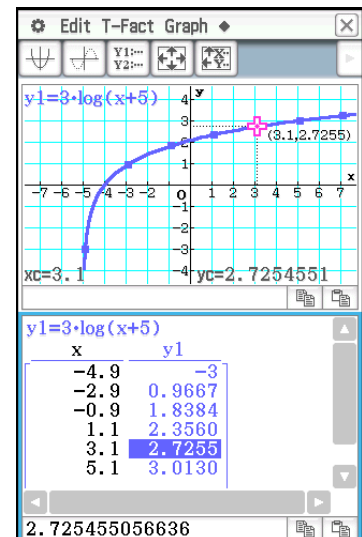 Edit T-Fact Graph
Y1:… 
Y2:…
y1=3·log(x+5)
y
4
3
2
1
x
-7 -6 -5 -4 -3 -2 0 1 2 3 4 5 6 7
-1
-2
-3
-4
(3.1,2.7255)
xc=3.1 yc=2.7254551
y1=3·log(x+5)
x y1
-4.9 -3
-2.9 0.9667
-0.9 1.8384
1.1 2.3560
3.1 2.7255
5.1 3.0130
2.725455056636